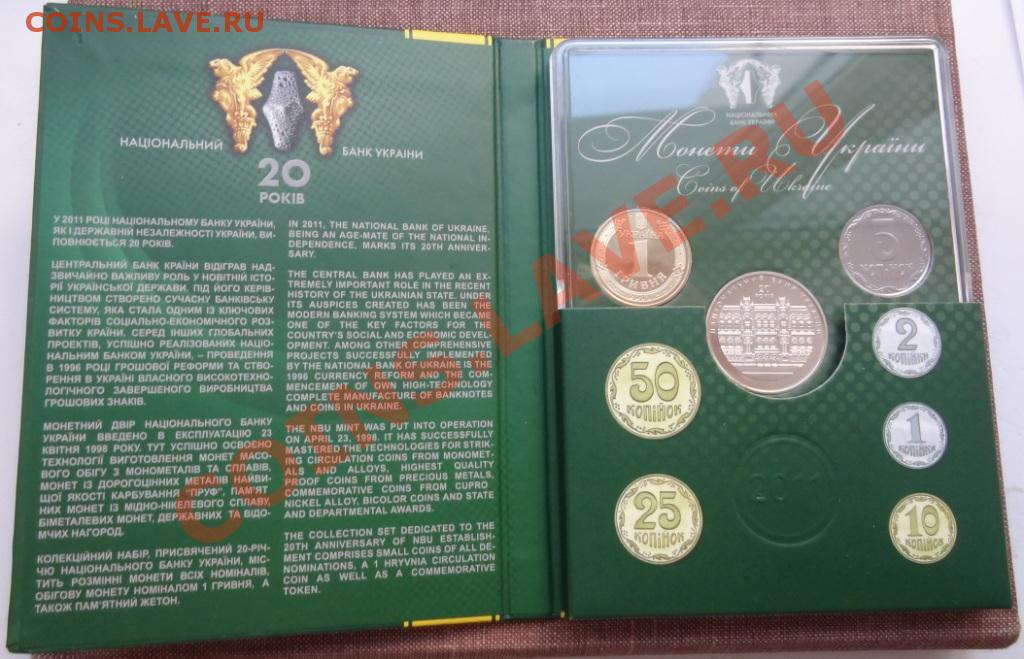 COINS.LAVE.RU
COINS.LAVE.RU
COINS.LAVE.RU
НАЦІОНАЛЬНИЙ БАНК УКРАЇНИ
20
РОКІВ
У 2011 РОЦІ НАЦІОНАЛЬНОМУ БАНКУ УКРАЇНИ,
ЯК І ДЕРЖАВНІЙ НЕЗАЛЕЖНОСТІ УКРАЇНИ, ВИ-
ПОВНЮЄТЬСЯ 20 РОКІВ.
ЦЕНТРАЛЬНИЙ БАНК КРАЇНИ ВІДІГРАВ НАД-
ЗВИЧАЙНО ВАЖЛИВУ РОЛЬ У НОВІТНІЙ ІСТО-
РІЇ УКРАЇНСЬКОЇ ДЕРЖАВИ. ПІД ЙОГО КЕРІВ-
НИЦТВОМ СТВОРЕНО СУЧАСНУ БАНКІВСЬКУ
СИСТЕМУ, ЯКА СТАЛА ОДНИМ ІЗ КЛЮЧОВИХ
ФАКТОРІВ СОЦІАЛЬНО-ЕКОНОМІЧНОГО РОЗ-
ВИТКУ КРАЇНИ. СЕРЕД ІНШИХ ГЛОБАЛЬНИХ
ПРОЕКТІВ, УСПІШНО РЕАЛІЗОВАНИХ НАЦІО-
НАЛЬНИМ БАНКОМ УКРАЇНИ, – ПРОВЕДЕННЯ
В 1996 РОЦІ ГРОШОВОЇ РЕФОРМИ ТА СТВО-
РЕННЯ В УКРАЇНІ ВЛАСНОГО ВИСОКОТЕХНО-
ЛОГІЧНОГО ЗАВЕРШЕНОГО ВИРОБНИЦТВА
ГРОШОВИХ ЗНАКІВ.
МОНЕТНИЙ ДВІР НАЦІОНАЛЬНОГО БАНКУ
УКРАЇНИ ВВЕДЕНО В ЕКСПЛУАТАЦІЮ 23
КВІТНЯ 1998 РОКУ. ТУТ УСПІШНО ОСВОЄНО
ТЕХНОЛОГІЇ ВИГОТОВЛЕННЯ МОНЕТ МАСО-
ВОГО ОБІГУ З МОНОМЕТАЛІВ ТА СПЛАВІВ,
МОНЕТ ІЗ ДОРОГОЦІННИХ МЕТАЛІВ НАЙВИ-
ЩОЇ ЯКОСТІ КАРБУВАННЯ "ПРУФ", ПАМ'ЯТ
НИХ МОНЕТ ІЗ МІДНО-НІКЕЛЕВОГО СПЛАВУ,
БІМЕТАЛЕВИХ МОНЕТ, ДЕРЖАВНИХ ТА ВІДО-
МЧИХ НАГОРОД.
КОЛЕКЦІЙНИЙ НАБІР, ПРИСВЯЧЕНИЙ 20-РІЧ-
ЧЮ НАЦІОНАЛЬНОГО БАНКУ УКРАЇНИ, МІС-
ТИТЬ РОЗМІННІ МОНЕТИ ВСІХ НОМІНАЛІВ,
ОБІГОВУ МОНЕТУ НОМІНАЛОМ 1 ГРИВНЯ, А
ТАКОЖ ПАМ'ЯТНИЙ ЖЕТОН.
IN 2011, THE NATIONAL BANK OF UKRAINE,
BEING AN AGE-MATE OF THE NATIONAL IN-
DEPENDENCE, MARKS ITS 20TH ANNIVER-
SARY.
THE CENTRAL BANK HAS PLAYED AN EX-
TREMELY IMPORTANT ROLE IN THE RECENT
HISTORY OF THE UKRAINIAN STATE. UNDER
ITS AUSPICES CREATED HAS BEEN THE
MODERN BANKING SYSTEM WHICH BECAME
ONE OF THE KEY FACTORS FOR THE
COUNTRY'S SOCIAL AND ECONOMIC DEVEL-
OPMENT. AMONG OTHER COMPREHENSIVE
PROJECTS SUCCESSFULLY IMPLEMENTED
BY THE NATIONAL BANK OF UKRAINE IS THE
1996 CURRENCY REFORM AND THE COM-
MENCEMENT OF OWN HIGH-TECHNOLOGY
COMPLETE MANUFACTURE OF BANKNOTES
AND COINS IN UKRAINE.
THE NBU MINT WAS PUT INTO OPERATION
ON APRIL 23, 1998. IT HAS SUCCESSFULLY
MASTERED THE TECHNOLOGIES FOR STRIK-
ING CIRCULATION COINS FROM MONOMET-
ALS AND ALLOYS, HIGHEST QUALITY
PROOF COINS FROM PRECIOUS METALS,
COMMEMORATIVE COINS FROM CUPRO
NICKEL ALLOY, BICOLOR COINS AND STATE
AND DEPARTMENTAL AWARDS.
THE COLLECTION SET DEDICATED TO THE
20TH ANNIVERSARY OF NBU ESTABLISH-
MENT COMPRISES SMALL COINS OF ALL DE-
NOMINATIONS, A 1 HRYVNIA CIRCULATION
COIN AS WELL AS A COMMEMORATIVE
TOKEN.
НАЦІОНАЛЬНИЙ
БАНК УКРАЇНИ
Монети України
Coins of Ukraine
УКРАЇНА
1
ГРИВНЯ
5
КОПІЙОК
20
РОКІВ
2
КОПІЙКИ
50
КОПІЙОК
1
КОПІЙКА
25
КОПІЙОК
10
КОПІЙОК
20